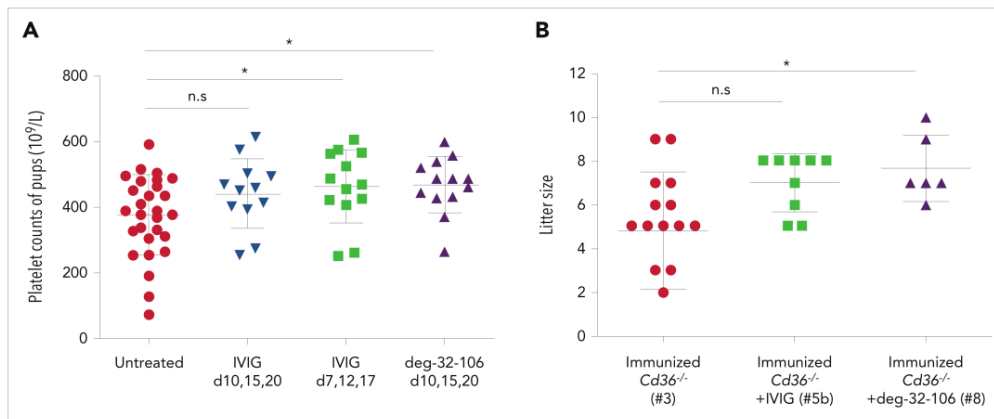 A
Platelet counts of pups (10⁹/L)
800
600
400
200
0
*
*
n.s
Untreated
IVIG
d10,15,20
IVIG
d7,12,17
deg-32-106
d10,15,20
B
Litter size
12
10
8
6
4
2
0
*
n.s
Immunized
Cd36-/-
(#3)
Immunized
Cd36-/-
+IVIG (#5b)
Immunized
Cd36-/-
+deg-32-106 (#8)